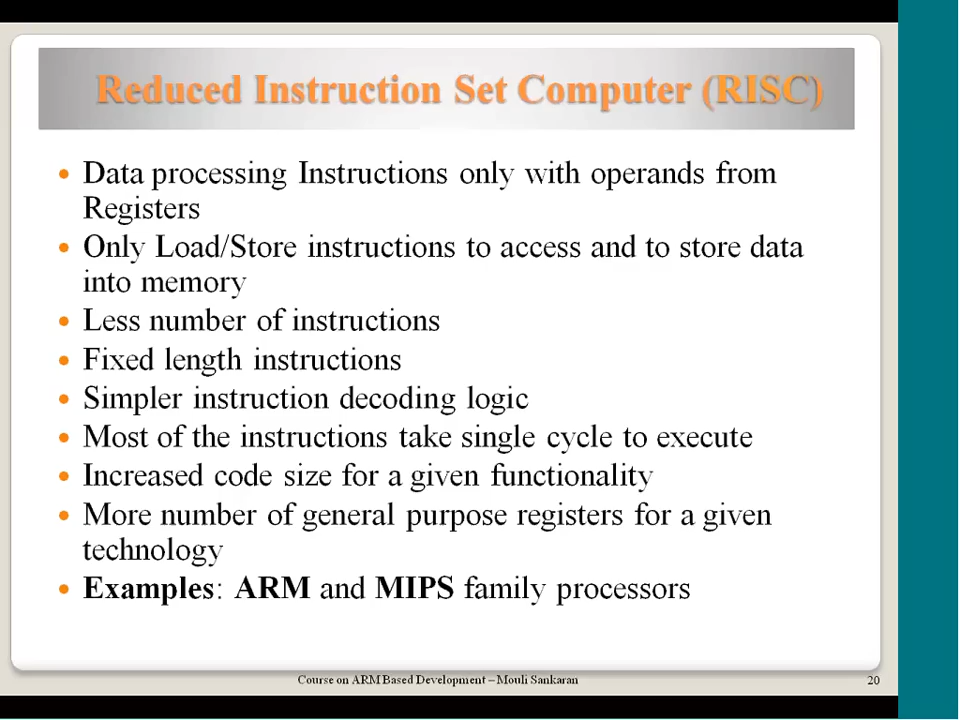 Reduced Instruction Set Computer (RISC)
• Data processing Instructions only with operands from
Registers
• Only Load/Store instructions to access and to store data
into memory
• Less number of instructions
• Fixed length instructions
• Simpler instruction decoding logic
• Most of the instructions take single cycle to execute
• Increased code size for a given functionality
• More number of general purpose registers for a given
technology
• Examples: ARM and MIPS family processors
Course on ARM Based Development – Mouli Sankaran
20